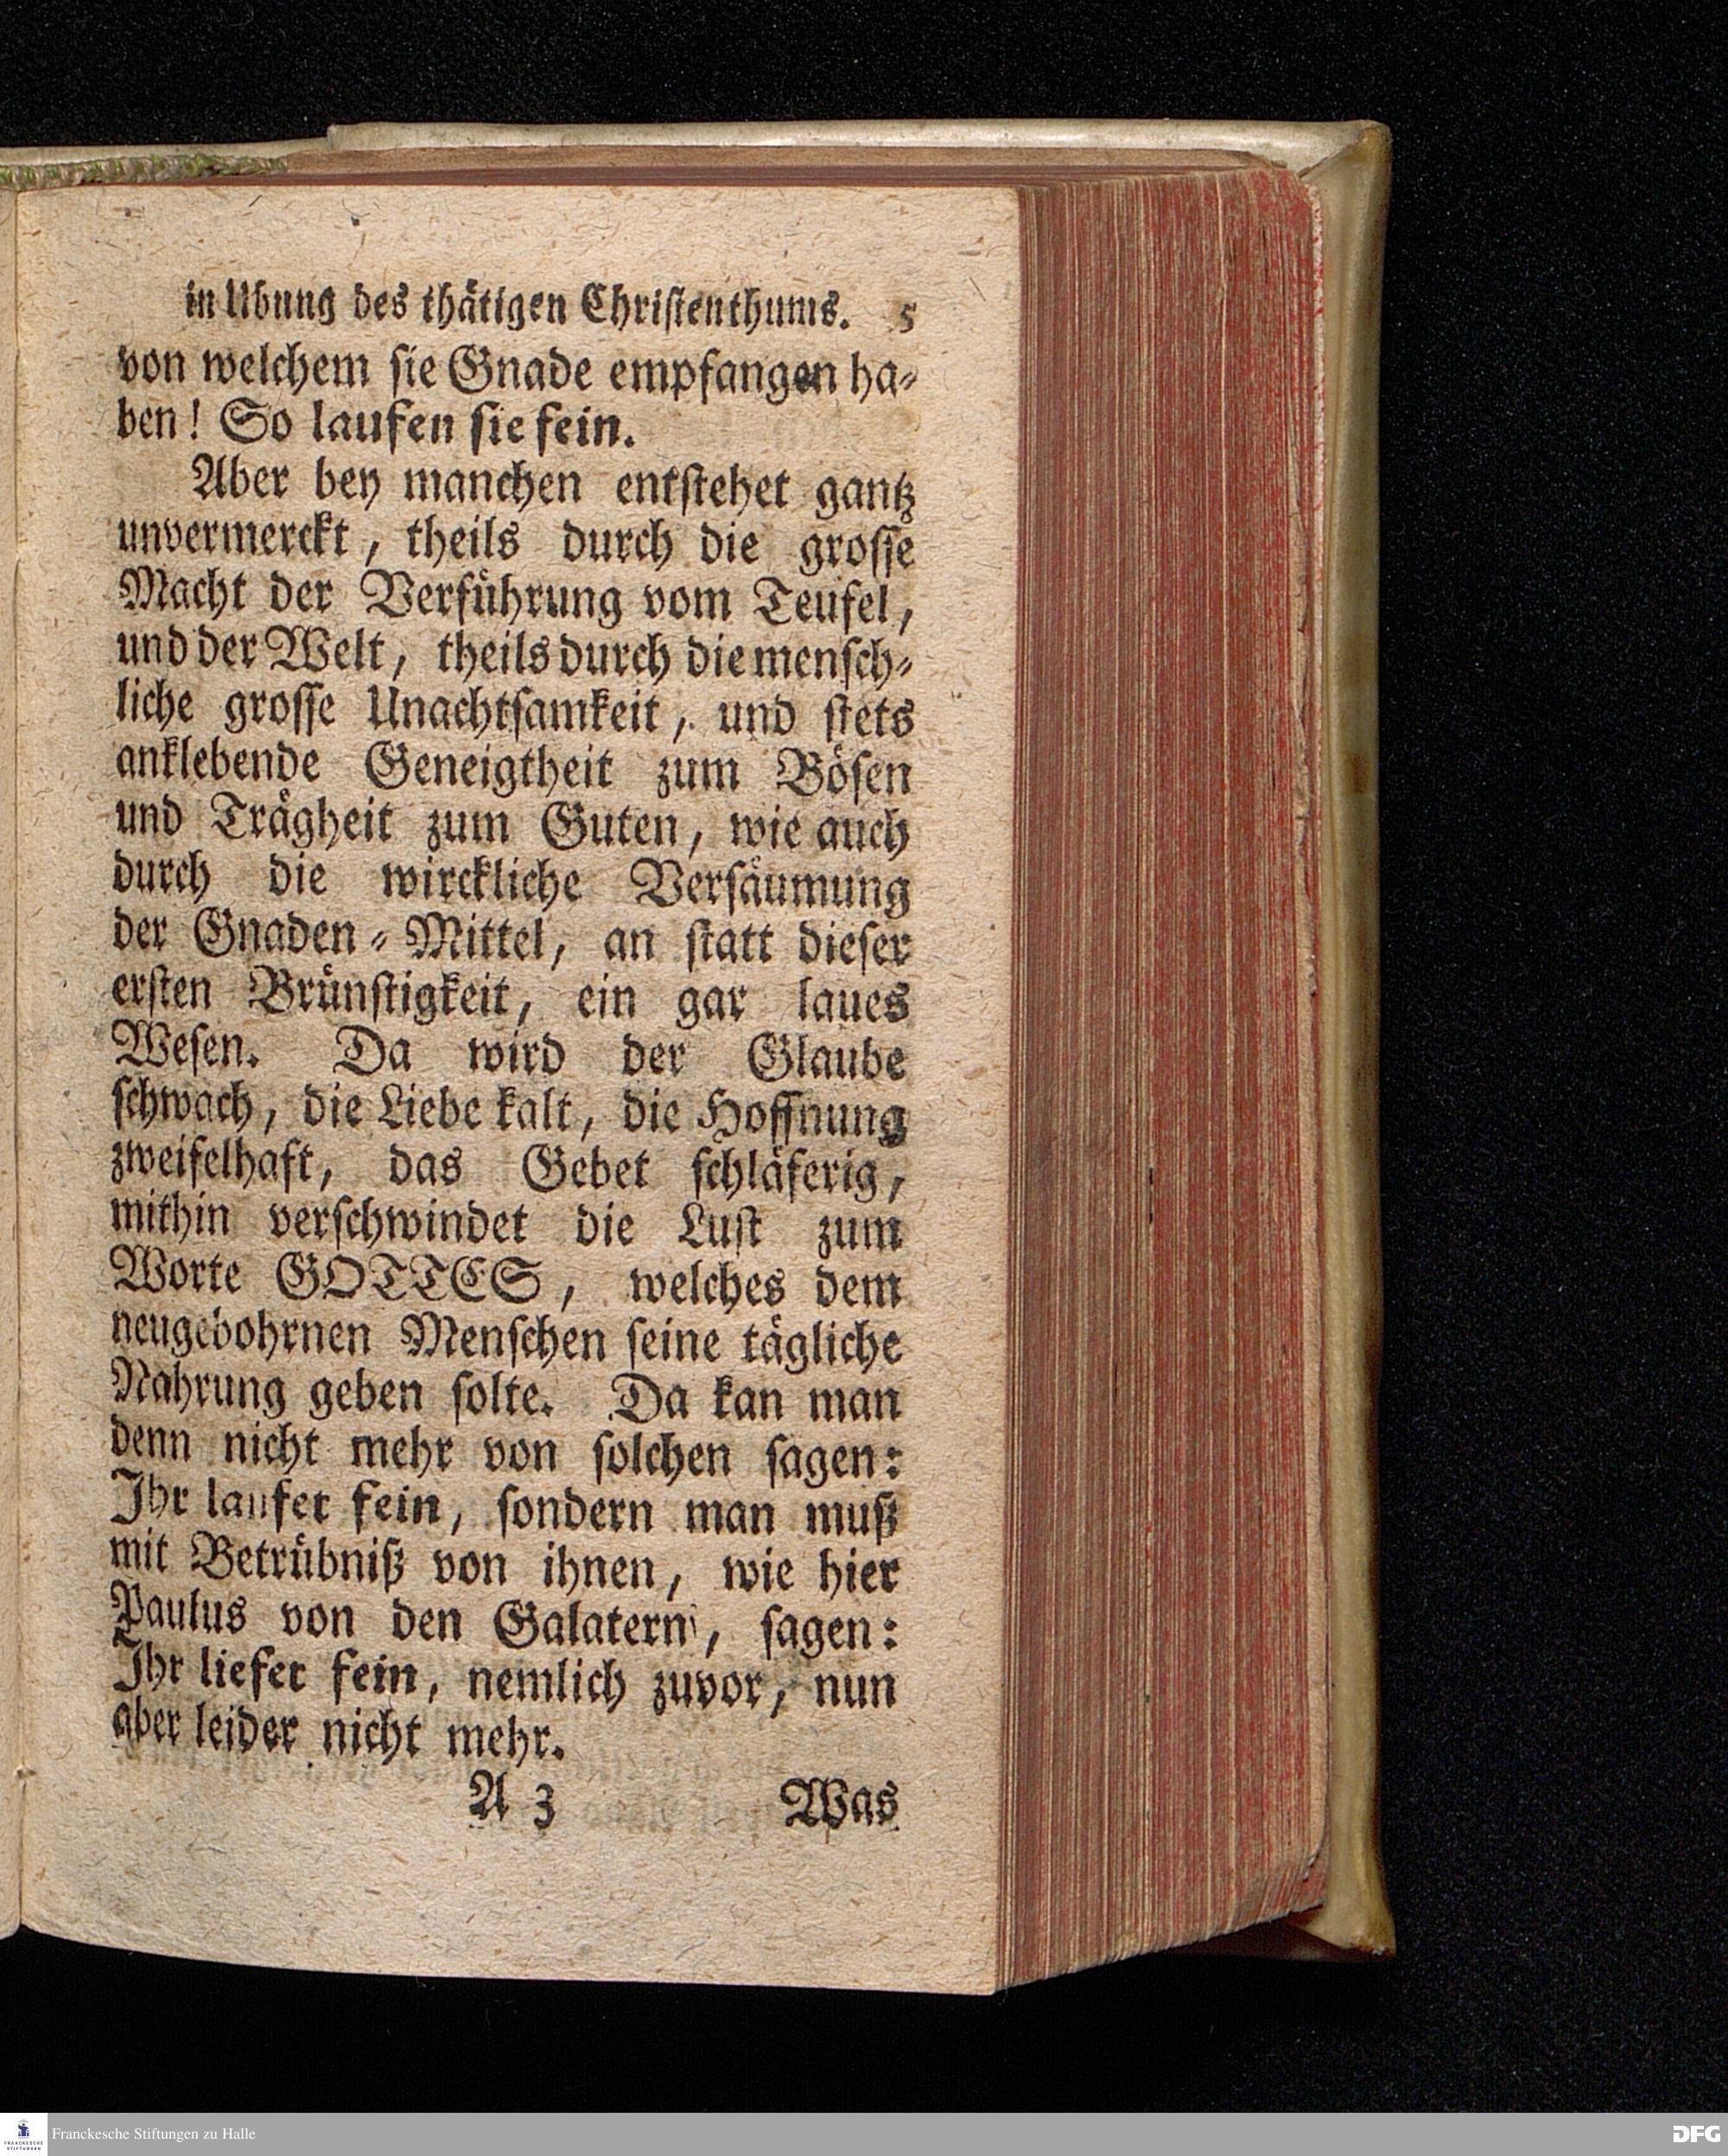 in Ubung des thätigen Christenthums. 5
von welchem sie Gnade empfangen ha-
ben! So laufen sie fein.
Aber bey manchen entstehet gantz
unvermerckt, theils durch die grosse
Macht der Verführung vom Teufel,
und der Welt, theils durch die mensch-
liche grosse Unachtsamkeit, und stets
anklebende Geneigtheit zum Bösen
und Trägheit zum Guten, wie auch
durch die wirckliche Versäumung
der Gnaden-Mittel, an statt dieser
ersten Brünstigkeit, ein gar laues
Wesen. Da wird der Glaube
schwach, die Liebe kalt, die Hoffnung
zweifelhaft, das Gebet schläferig,
mithin verschwindet die Lust zum
Worte GOTTES, welches dem
neugebohrnen Menschen seine tägliche
Nahrung geben solte. Da kan man
denn nicht mehr von solchen sagen:
Ihr laufet fein, sondern man muß
mit Betrübniß von ihnen, wie hier
Paulus von den Galatern, sagen:
Ihr liefet fein, nemlich zuvor, nun
aber leider nicht mehr.
A 3 Was
FRANCKESCHE STIFTUNGEN
Franckesche Stiftungen zu Halle
DFG